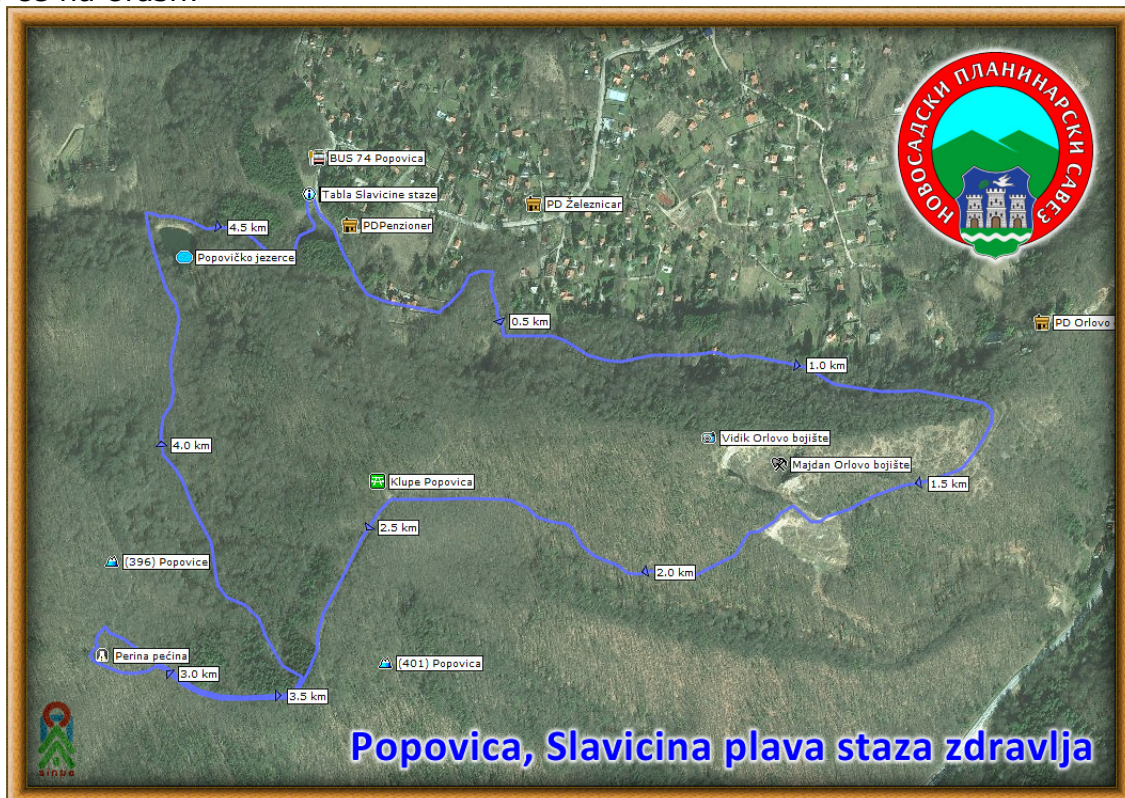 НОВОСАДСКИ ПЛАНИНАРСКИ САВЕЗ
BUS 74 Popovica
Tabla Slavicine staze
PD Železnicar
PDPenzioner
4.5 km
Popovičko jezerce
0.5 km
PD Orlovo
1.0 km
Vidik Orlovo bojište
4.0 km
Majdan Orlovo bojište
Klupe Popovica
1.5 km
2.5 km
(396) Popovice
2.0 km
Perina pećina
(401) Popovica
3.0 km
3.5 km
Popovica, Slavicina plava staza zdravlja